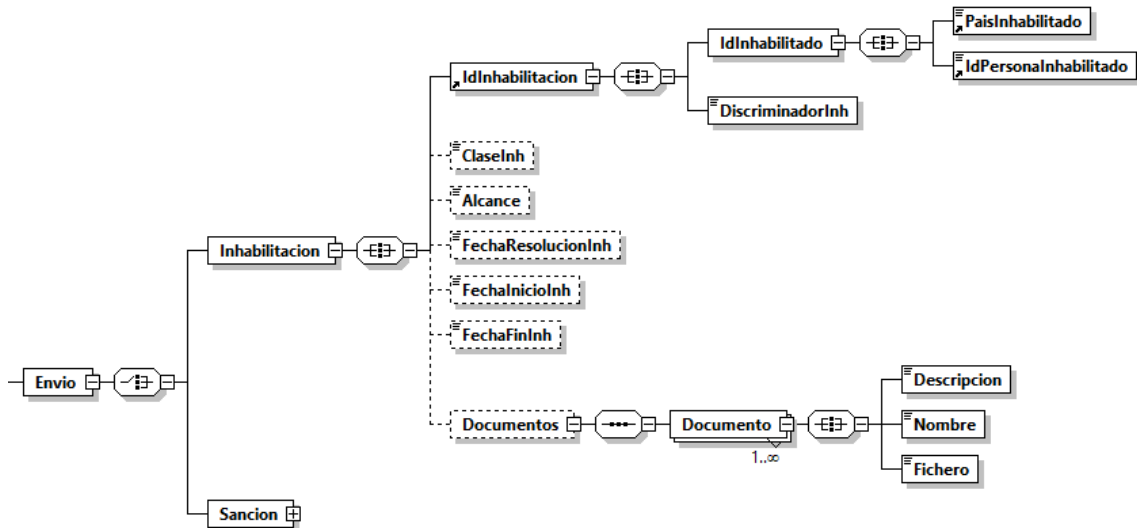 PaisInhabilitado
IdInhabilitado
IdPersonaInhabilitado
IdInhabilitacion
DiscriminadorInh
ClaseInh
Alcance
FechaResolucionInh
Inhabilitacion
FechaInicioInh
FechaFinInh
Envio
Descripcion
Documentos
Documento
Nombre
1..∞
Fichero
Sancion